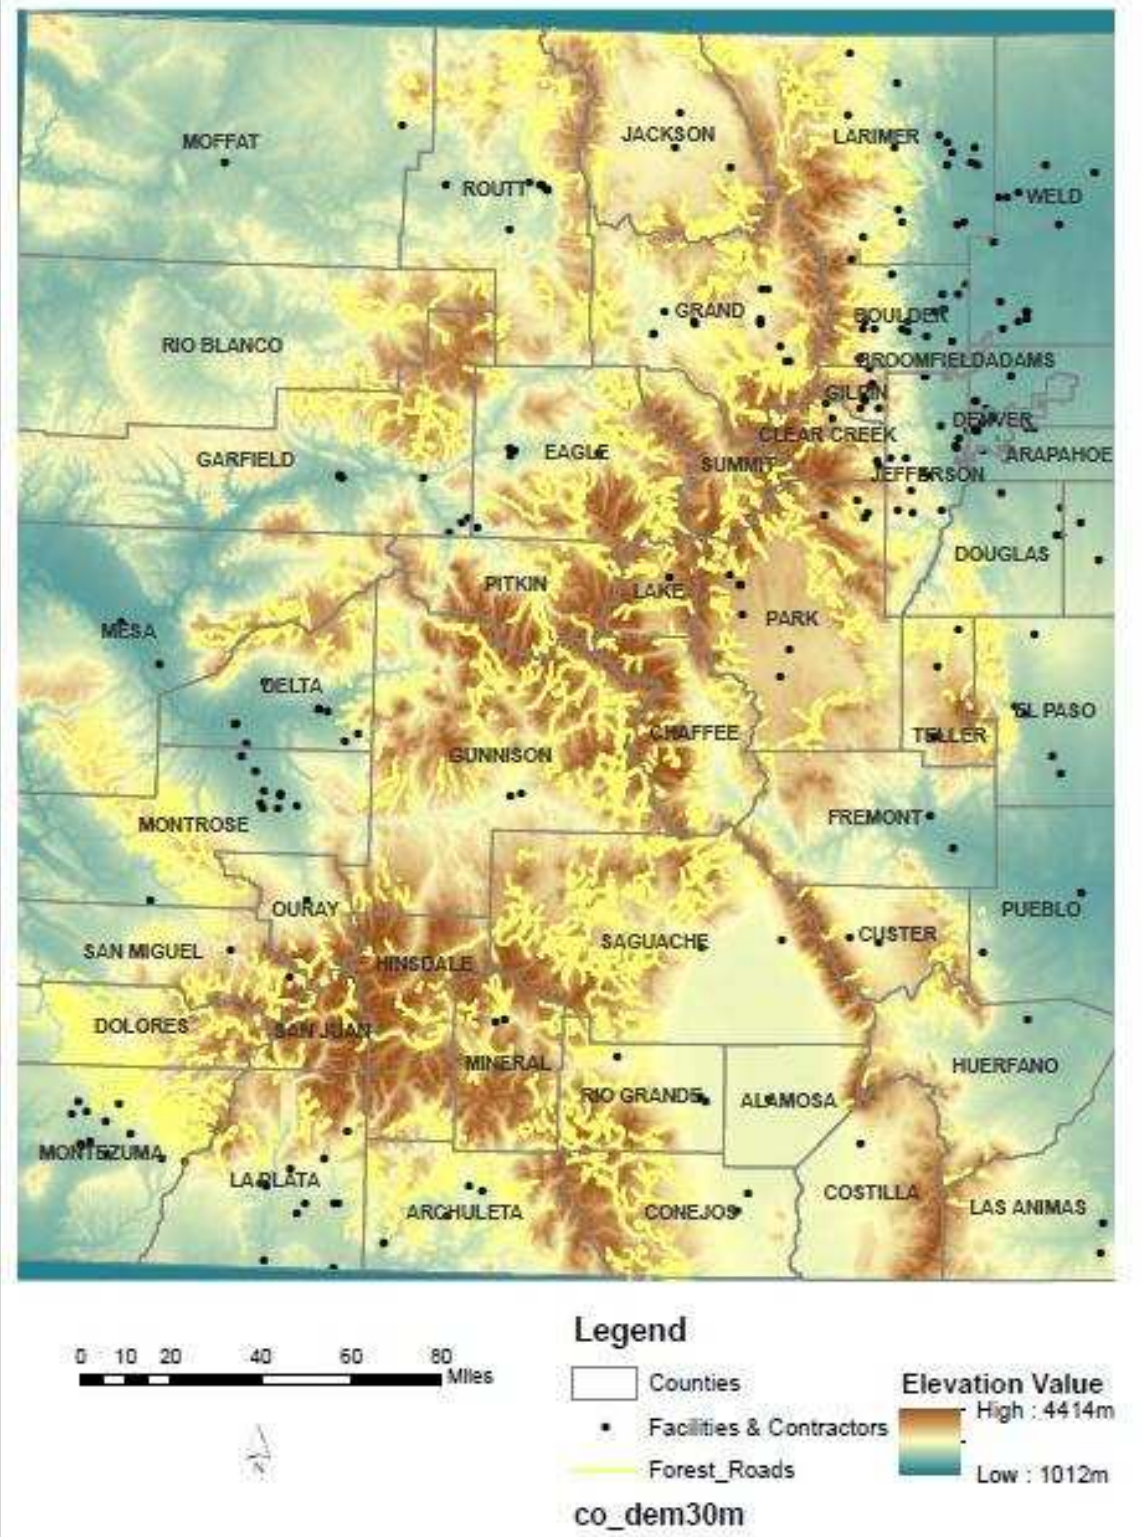 MOFFAT
JACKSON
LARIMER
ROUTT
WELD
GRAND
BOULDER
RIO BLANCO
BROOMFIELD ADAMS
GILPIN
DENVER
CLEAR CREEK
GARFIELD
EAGLE
SUMMIT
ARAPAHOE
JEFFERSON
DOUGLAS
PITKIN
LAKE
PARK
MESA
DELTA
EL PASO
CHAFFEE
TELLER
GUNNISON
MONTROSE
FREMONT
OURAY
PUEBLO
SAN MIGUEL
SAGUACHE
CUSTER
HINSDALE
DOLORES
SAN JUAN
MINERAL
HUERFANO
RIO GRANDE
ALAMOSA
MONTEZUMA
LA PLATA
ARCHULETA
CONEJOS
COSTILLA
LAS ANIMAS
0 10 20 40 60 80
Miles
N
Legend
Counties
Facilities & Contractors
Forest_Roads
co_dem30m
Elevation Value
High : 4414m
Low : 1012m